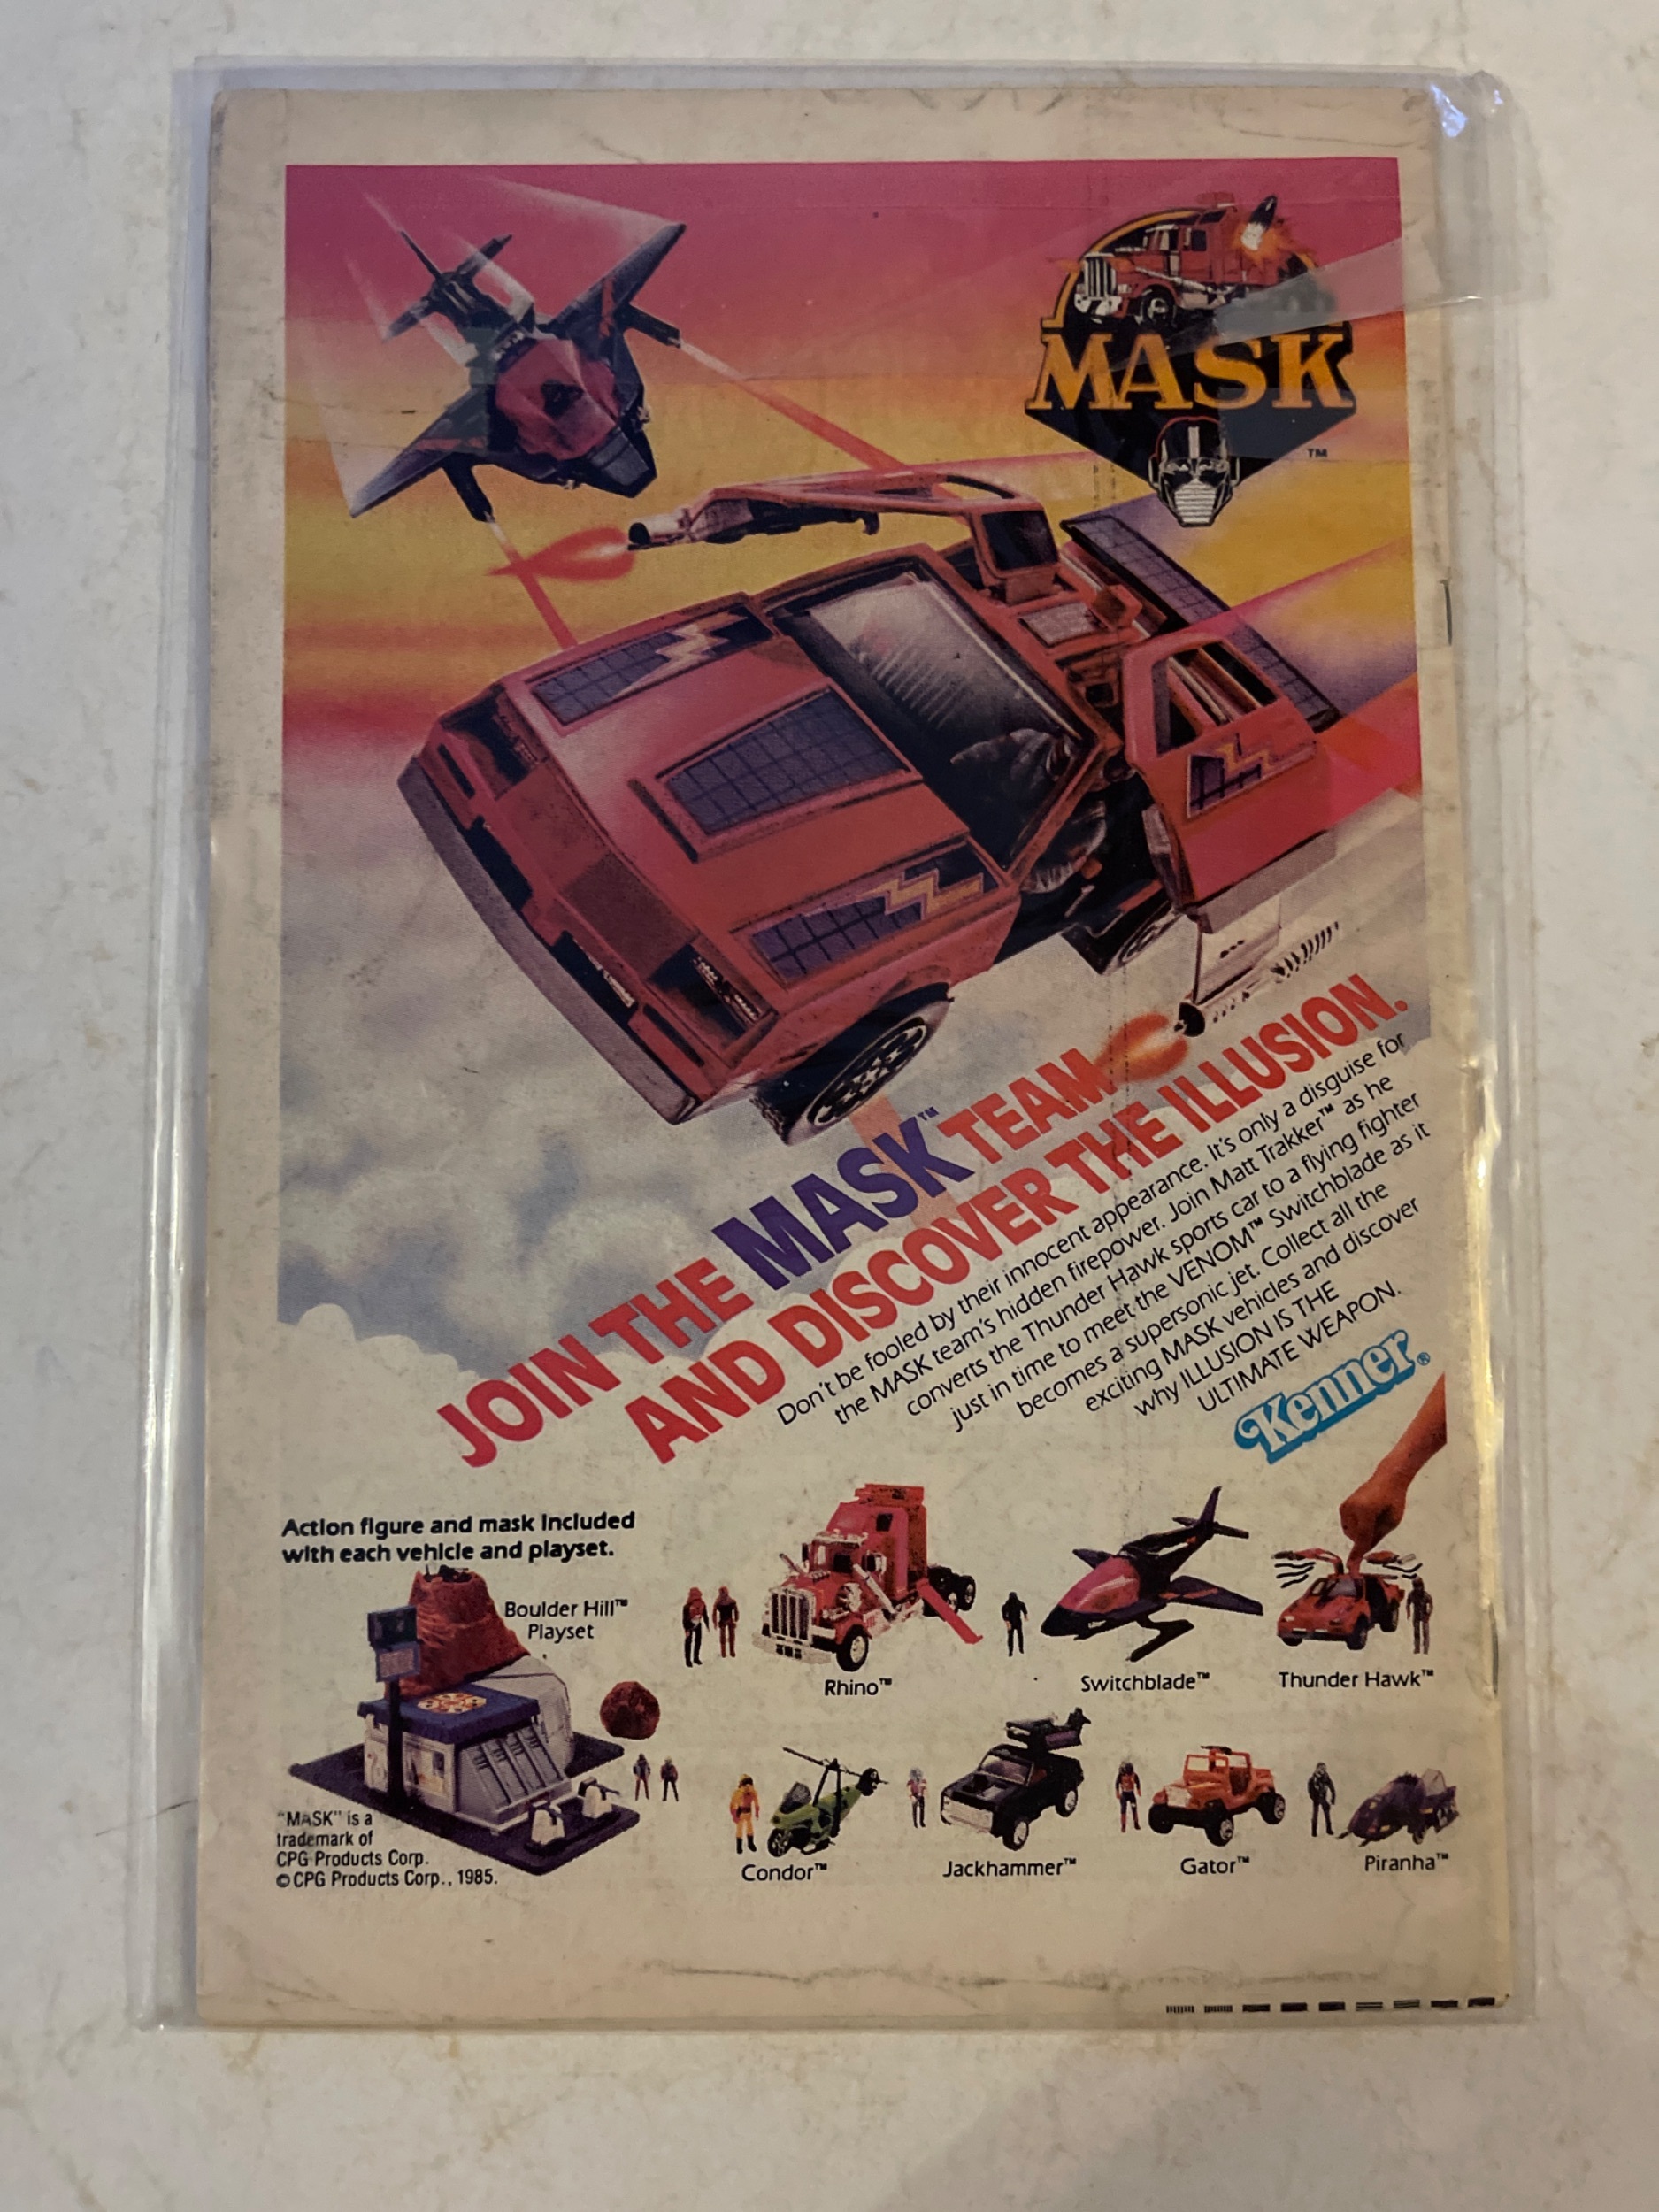 MASK
TM
JOIN THE MASK™ TEAM
AND DISCOVER THE ILLUSION.
Don't be fooled by their innocent appearance. It's only a disguise for
the MASK team's hidden firepower. Join Matt Trakker™ as he
converts the Thunder Hawk sports car to a flying fighter
just in time to meet the VENOM™ Switchblade as it
becomes a supersonic jet. Collect all the
exciting MASK vehicles and discover
why ILLUSION IS THE
ULTIMATE WEAPON.
Kenner®
Action figure and mask included
with each vehicle and playset.
Boulder Hill™
Playset
Rhino™
Switchblade™
Thunder Hawk™
Condor™
Jackhammer™
Gator™
Piranha™
"MASK" is a
trademark of
CPG Products Corp.
© CPG Products Corp., 1985.